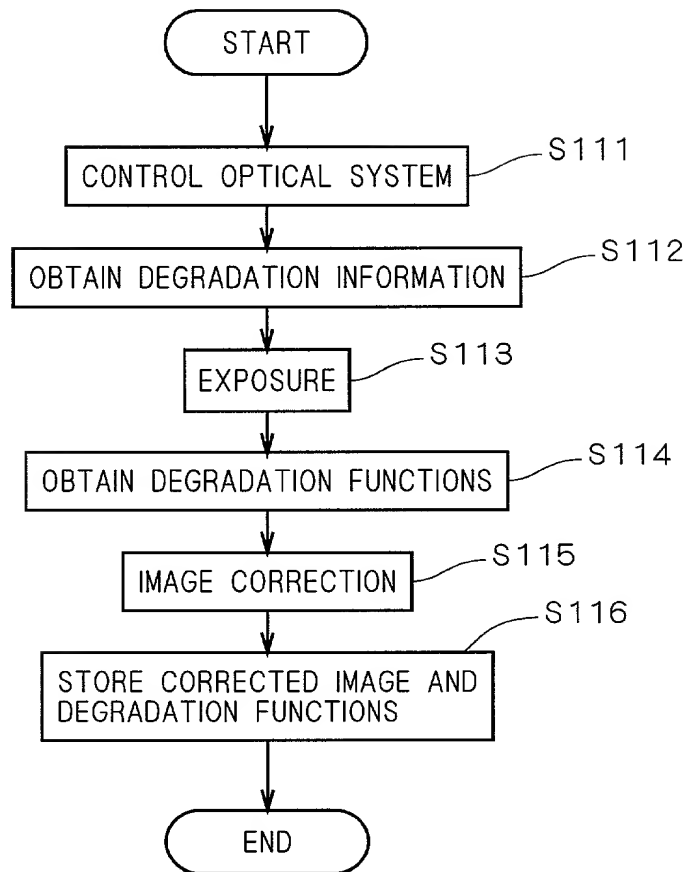 START
CONTROL OPTICAL SYSTEM
S111
OBTAIN DEGRADATION INFORMATION
S112
EXPOSURE
S113
OBTAIN DEGRADATION FUNCTIONS
S114
IMAGE CORRECTION
S115
STORE CORRECTED IMAGE AND
DEGRADATION FUNCTIONS
S116
END